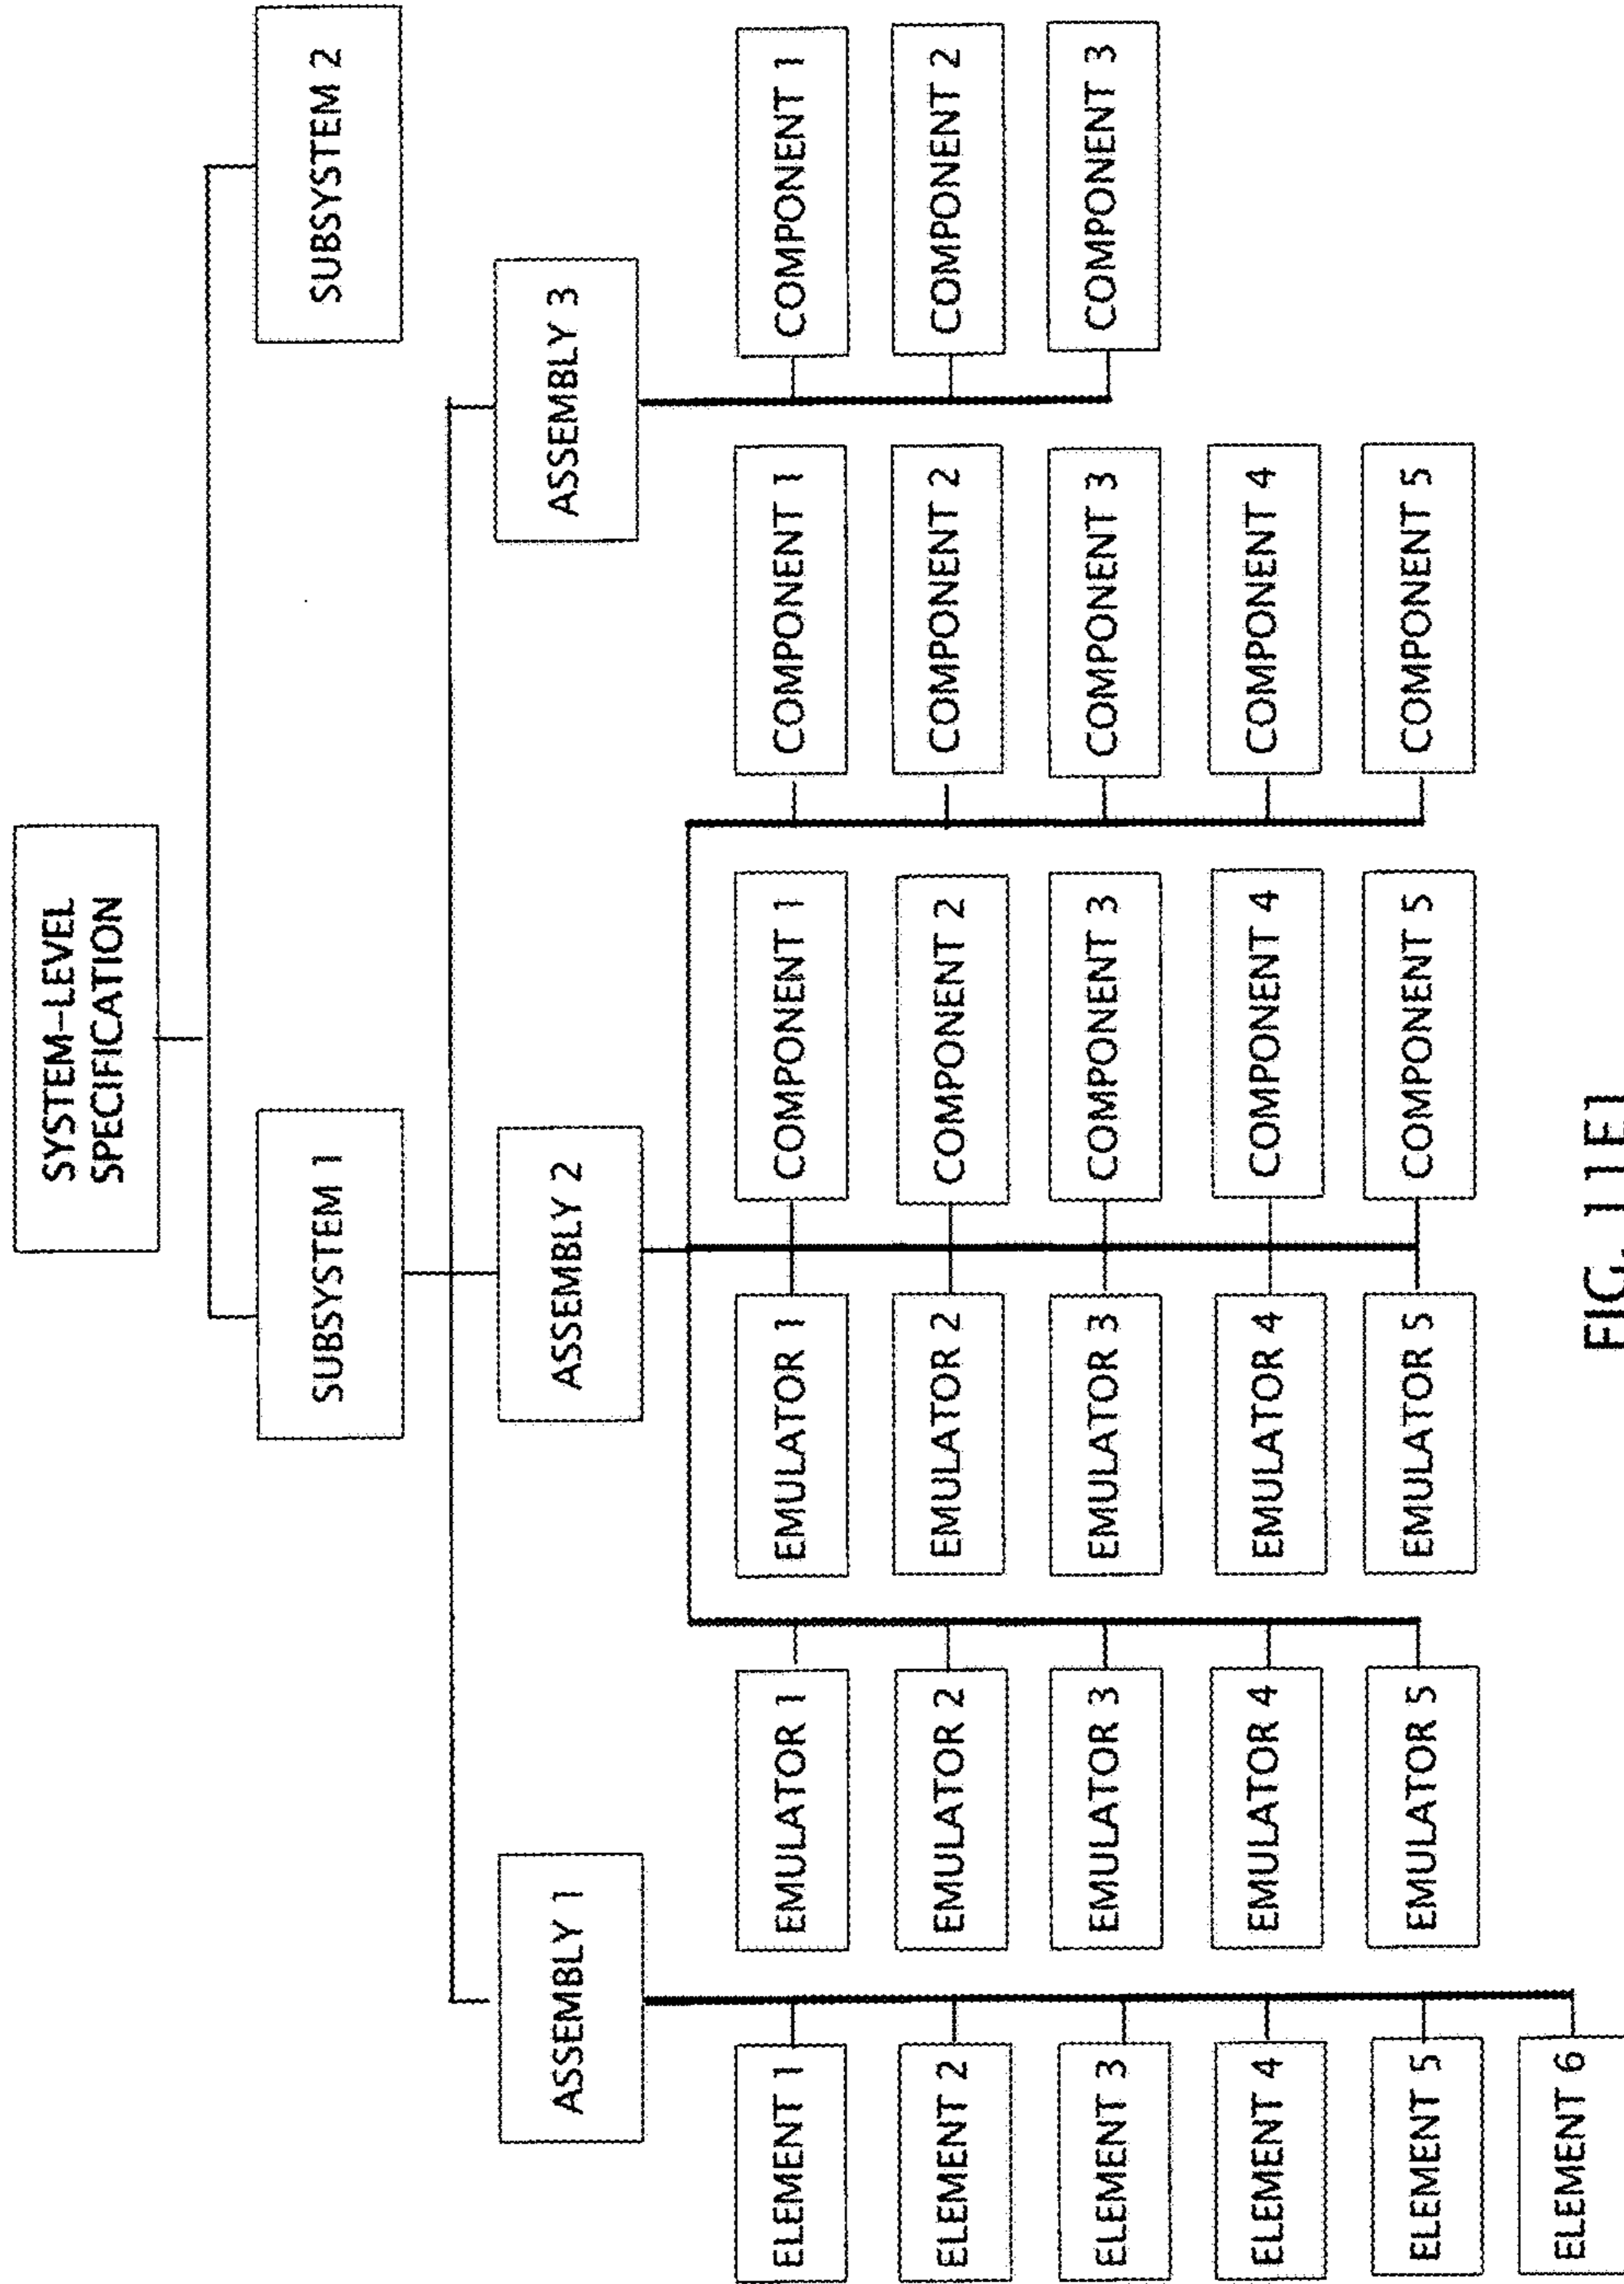 SYSTEM-LEVEL
SPECIFICATION
SUBSYSTEM 1
SUBSYSTEM 2
ASSEMBLY 1
ASSEMBLY 2
ASSEMBLY 3
ELEMENT 1
ELEMENT 2
ELEMENT 3
ELEMENT 4
ELEMENT 5
ELEMENT 6
EMULATOR 1
EMULATOR 2
EMULATOR 3
EMULATOR 4
EMULATOR 5
EMULATOR 1
EMULATOR 2
EMULATOR 3
EMULATOR 4
EMULATOR 5
COMPONENT 1
COMPONENT 2
COMPONENT 3
COMPONENT 4
COMPONENT 5
COMPONENT 1
COMPONENT 2
COMPONENT 3
COMPONENT 4
COMPONENT 5
COMPONENT 1
COMPONENT 2
COMPONENT 3
FIG. 11E1